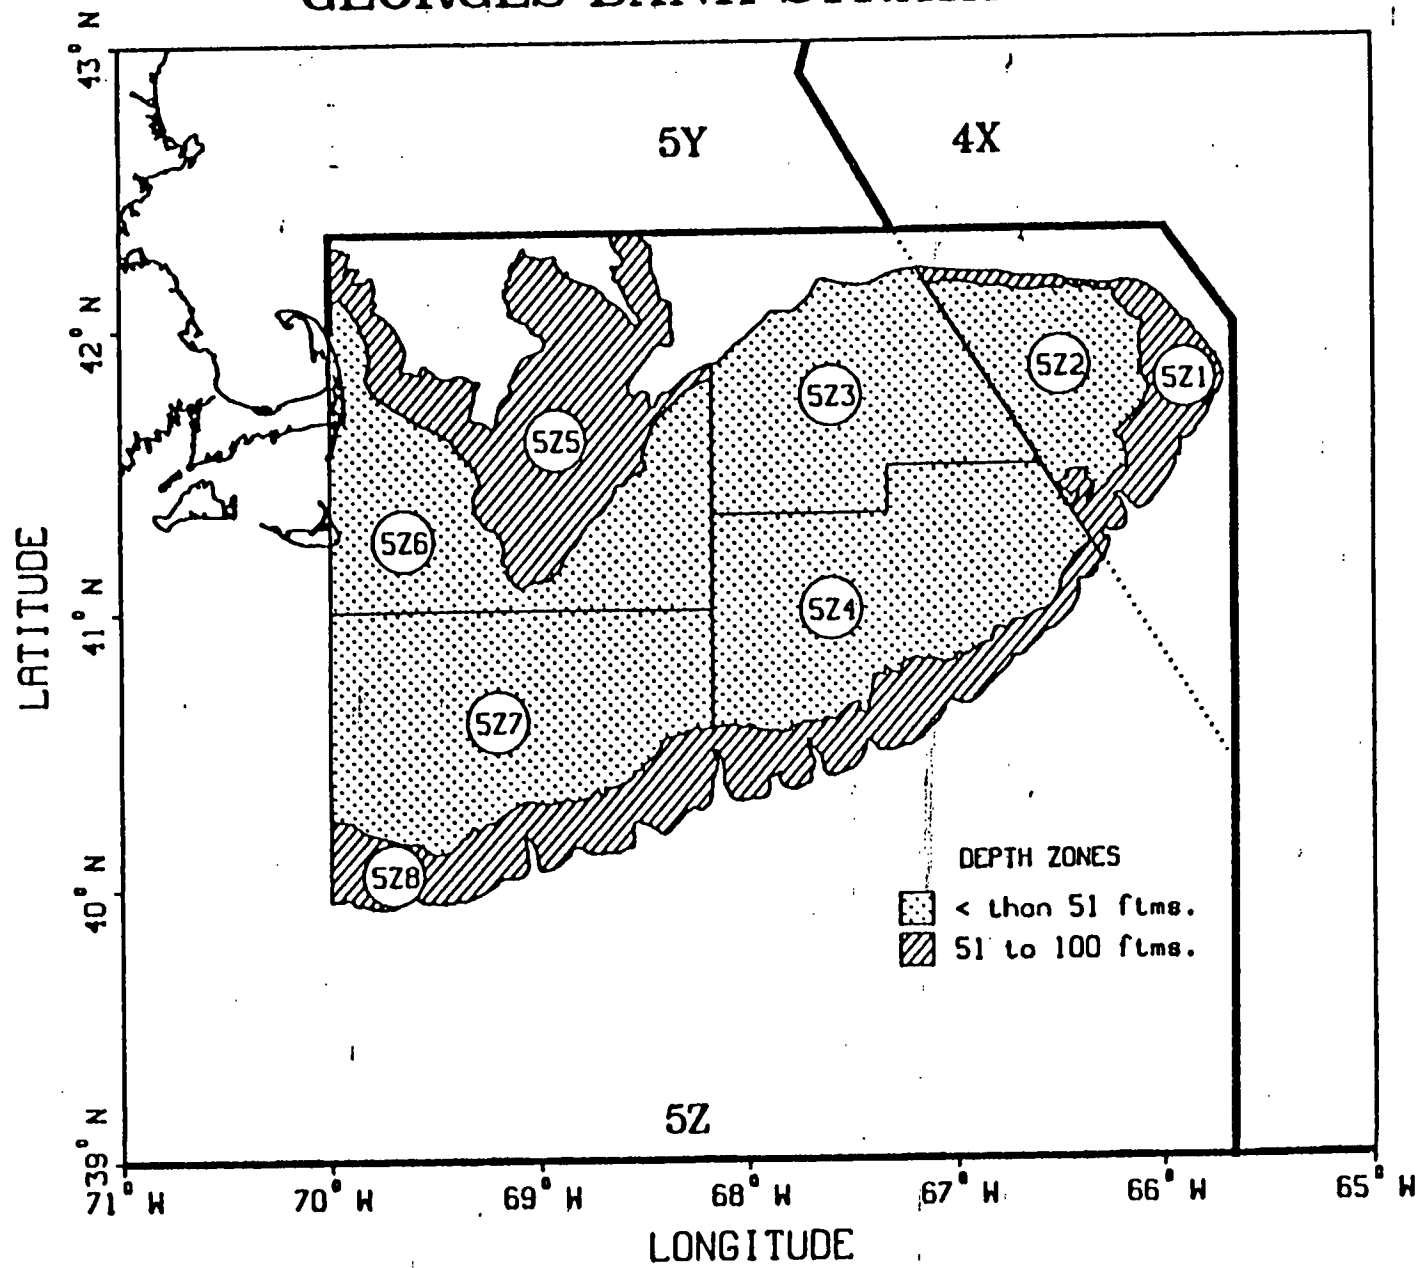 GEORGES BANK
43° N
5Y
4X
42° N
5Z2
5Z1
5Z3
5Z5
5Z6
LATITUDE
5Z4
41° N
5Z7
DEPTH ZONES
5Z8
40° N
< than 51 ftms.
51 to 100 ftms.
5Z
39° N
71° W 70° W 69° W 68° W 67° W 66° W 65° W
LONGITUDE